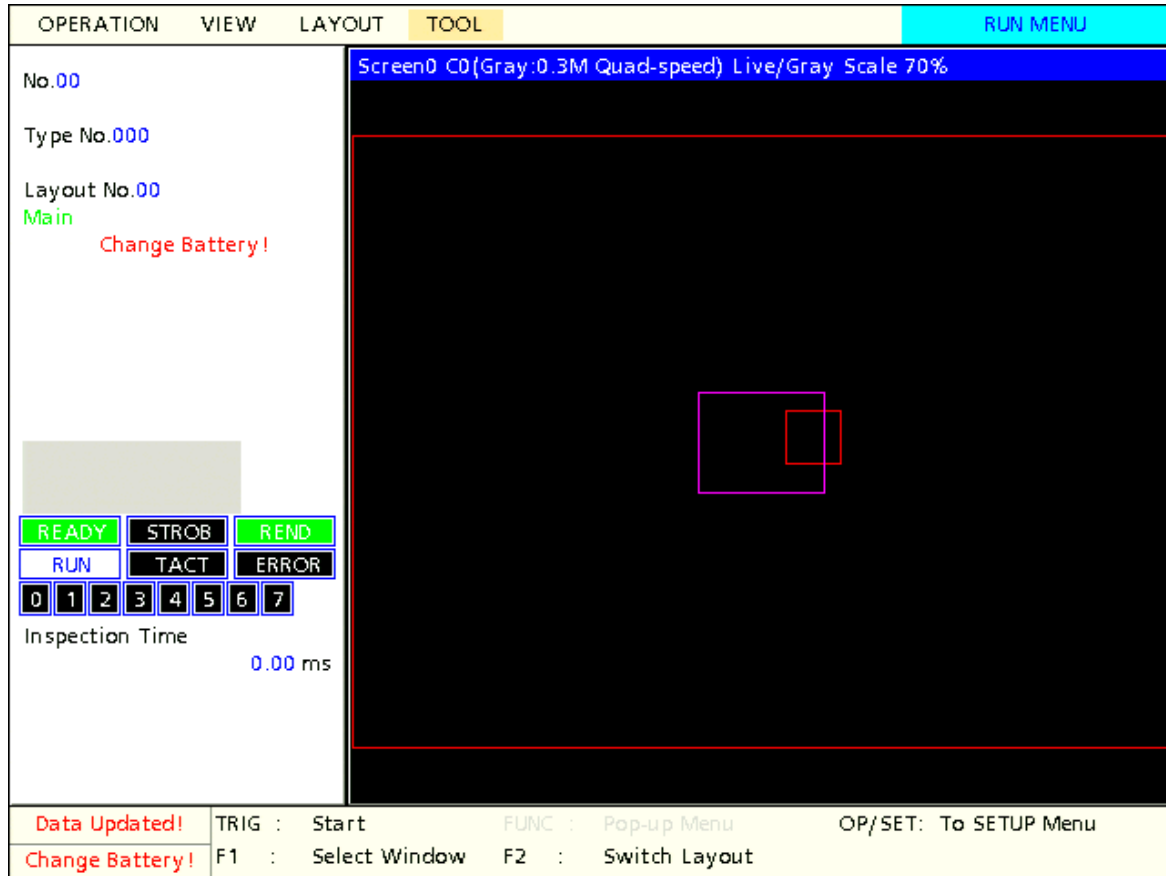 OPERATION VIEW LAYOUT TOOL RUN MENU
Screen0 C0(Gray:0.3M Quad-speed) Live/Gray Scale 70%
No.00
Type No.000
Layout No.00
Main
Change Battery!
READY STROB REND
RUN TACT ERROR
0 1 2 3 4 5 6 7
Inspection Time
0.00 ms
Data Updated! TRIG : Start FUNC : Pop-up Menu OP/SET: To SETUP Menu
Change Battery! F1 : Select Window F2 : Switch Layout